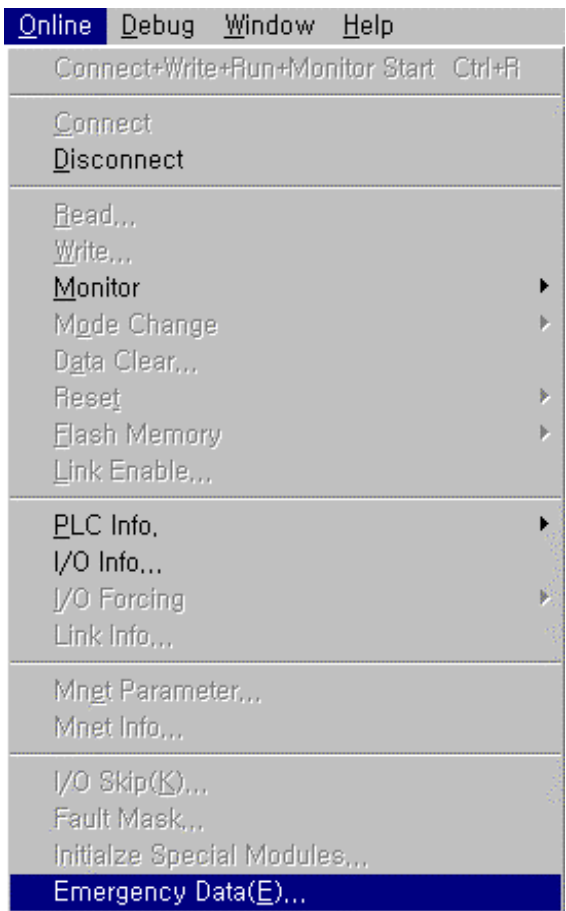 Online Debug Window Help
Connect+Write+Run+Monitor Start Ctrl+R
Connect
Disconnect
Read...
Write...
Monitor
Mode Change
Data Clear...
Reset
Flash Memory
Link Enable...
PLC Info.
I/O Info...
I/O Forcing
Link Info...
Mnet Parameter...
Mnet Info...
I/O Skip(K)...
Fault Mask...
Initialze Special Modules...
Emergency Data(E)...